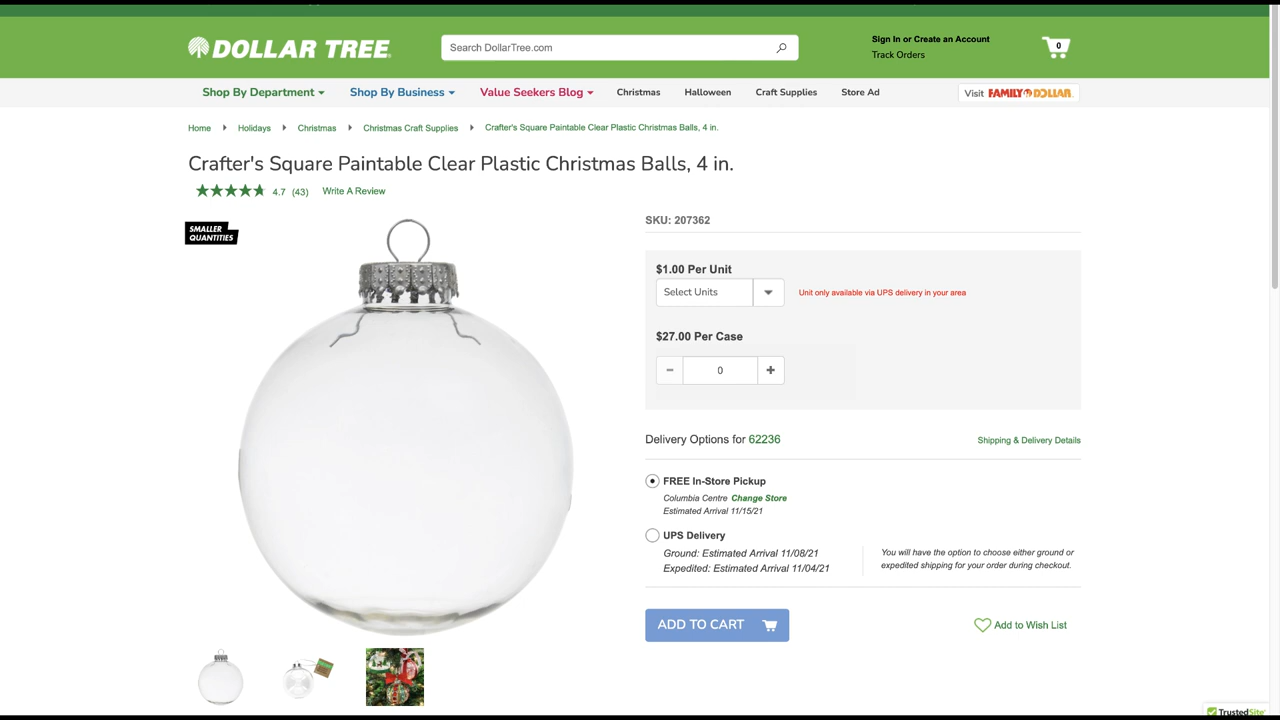 DOLLAR TREE
Search DollarTree.com
Sign In or Create an Account
Track Orders
0
Shop By Department
Shop By Business
Value Seekers Blog
Christmas
Halloween
Craft Supplies
Store Ad
Visit FAMILY DOLLAR
Home
Holidays
Christmas
Christmas Craft Supplies
Crafter's Square Paintable Clear Plastic Christmas Balls, 4 in.
Crafter's Square Paintable Clear Plastic Christmas Balls, 4 in.
4.7 (43) Write A Review
SMALLER
QUANTITIES
SKU: 207362
$1.00 Per Unit
Select Units
Unit only available via UPS delivery in your area
$27.00 Per Case
− 0 +
Delivery Options for 62236
Shipping & Delivery Details
FREE In-Store Pickup
Columbia Centre Change Store
Estimated Arrival 11/15/21
UPS Delivery
Ground: Estimated Arrival 11/08/21
Expedited: Estimated Arrival 11/04/21
You will have the option to choose either ground or
expedited shipping for your order during checkout.
ADD TO CART
Add to Wish List
TrustedSite